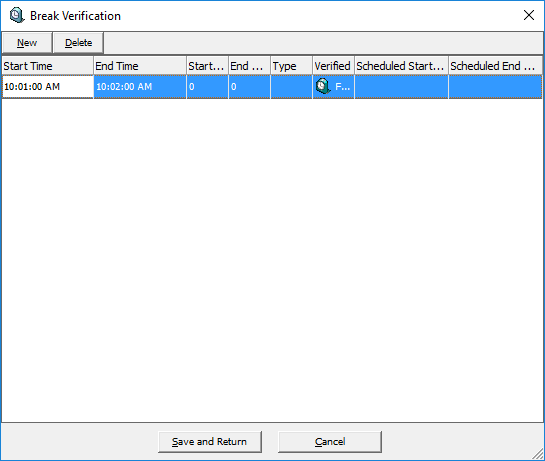 Break Verification
New Delete
Start Time End Time Start... End ... Type Verified Scheduled Start... Scheduled End ...
10:01:00 AM 10:02:00 AM 0 0 F...
Save and Return Cancel